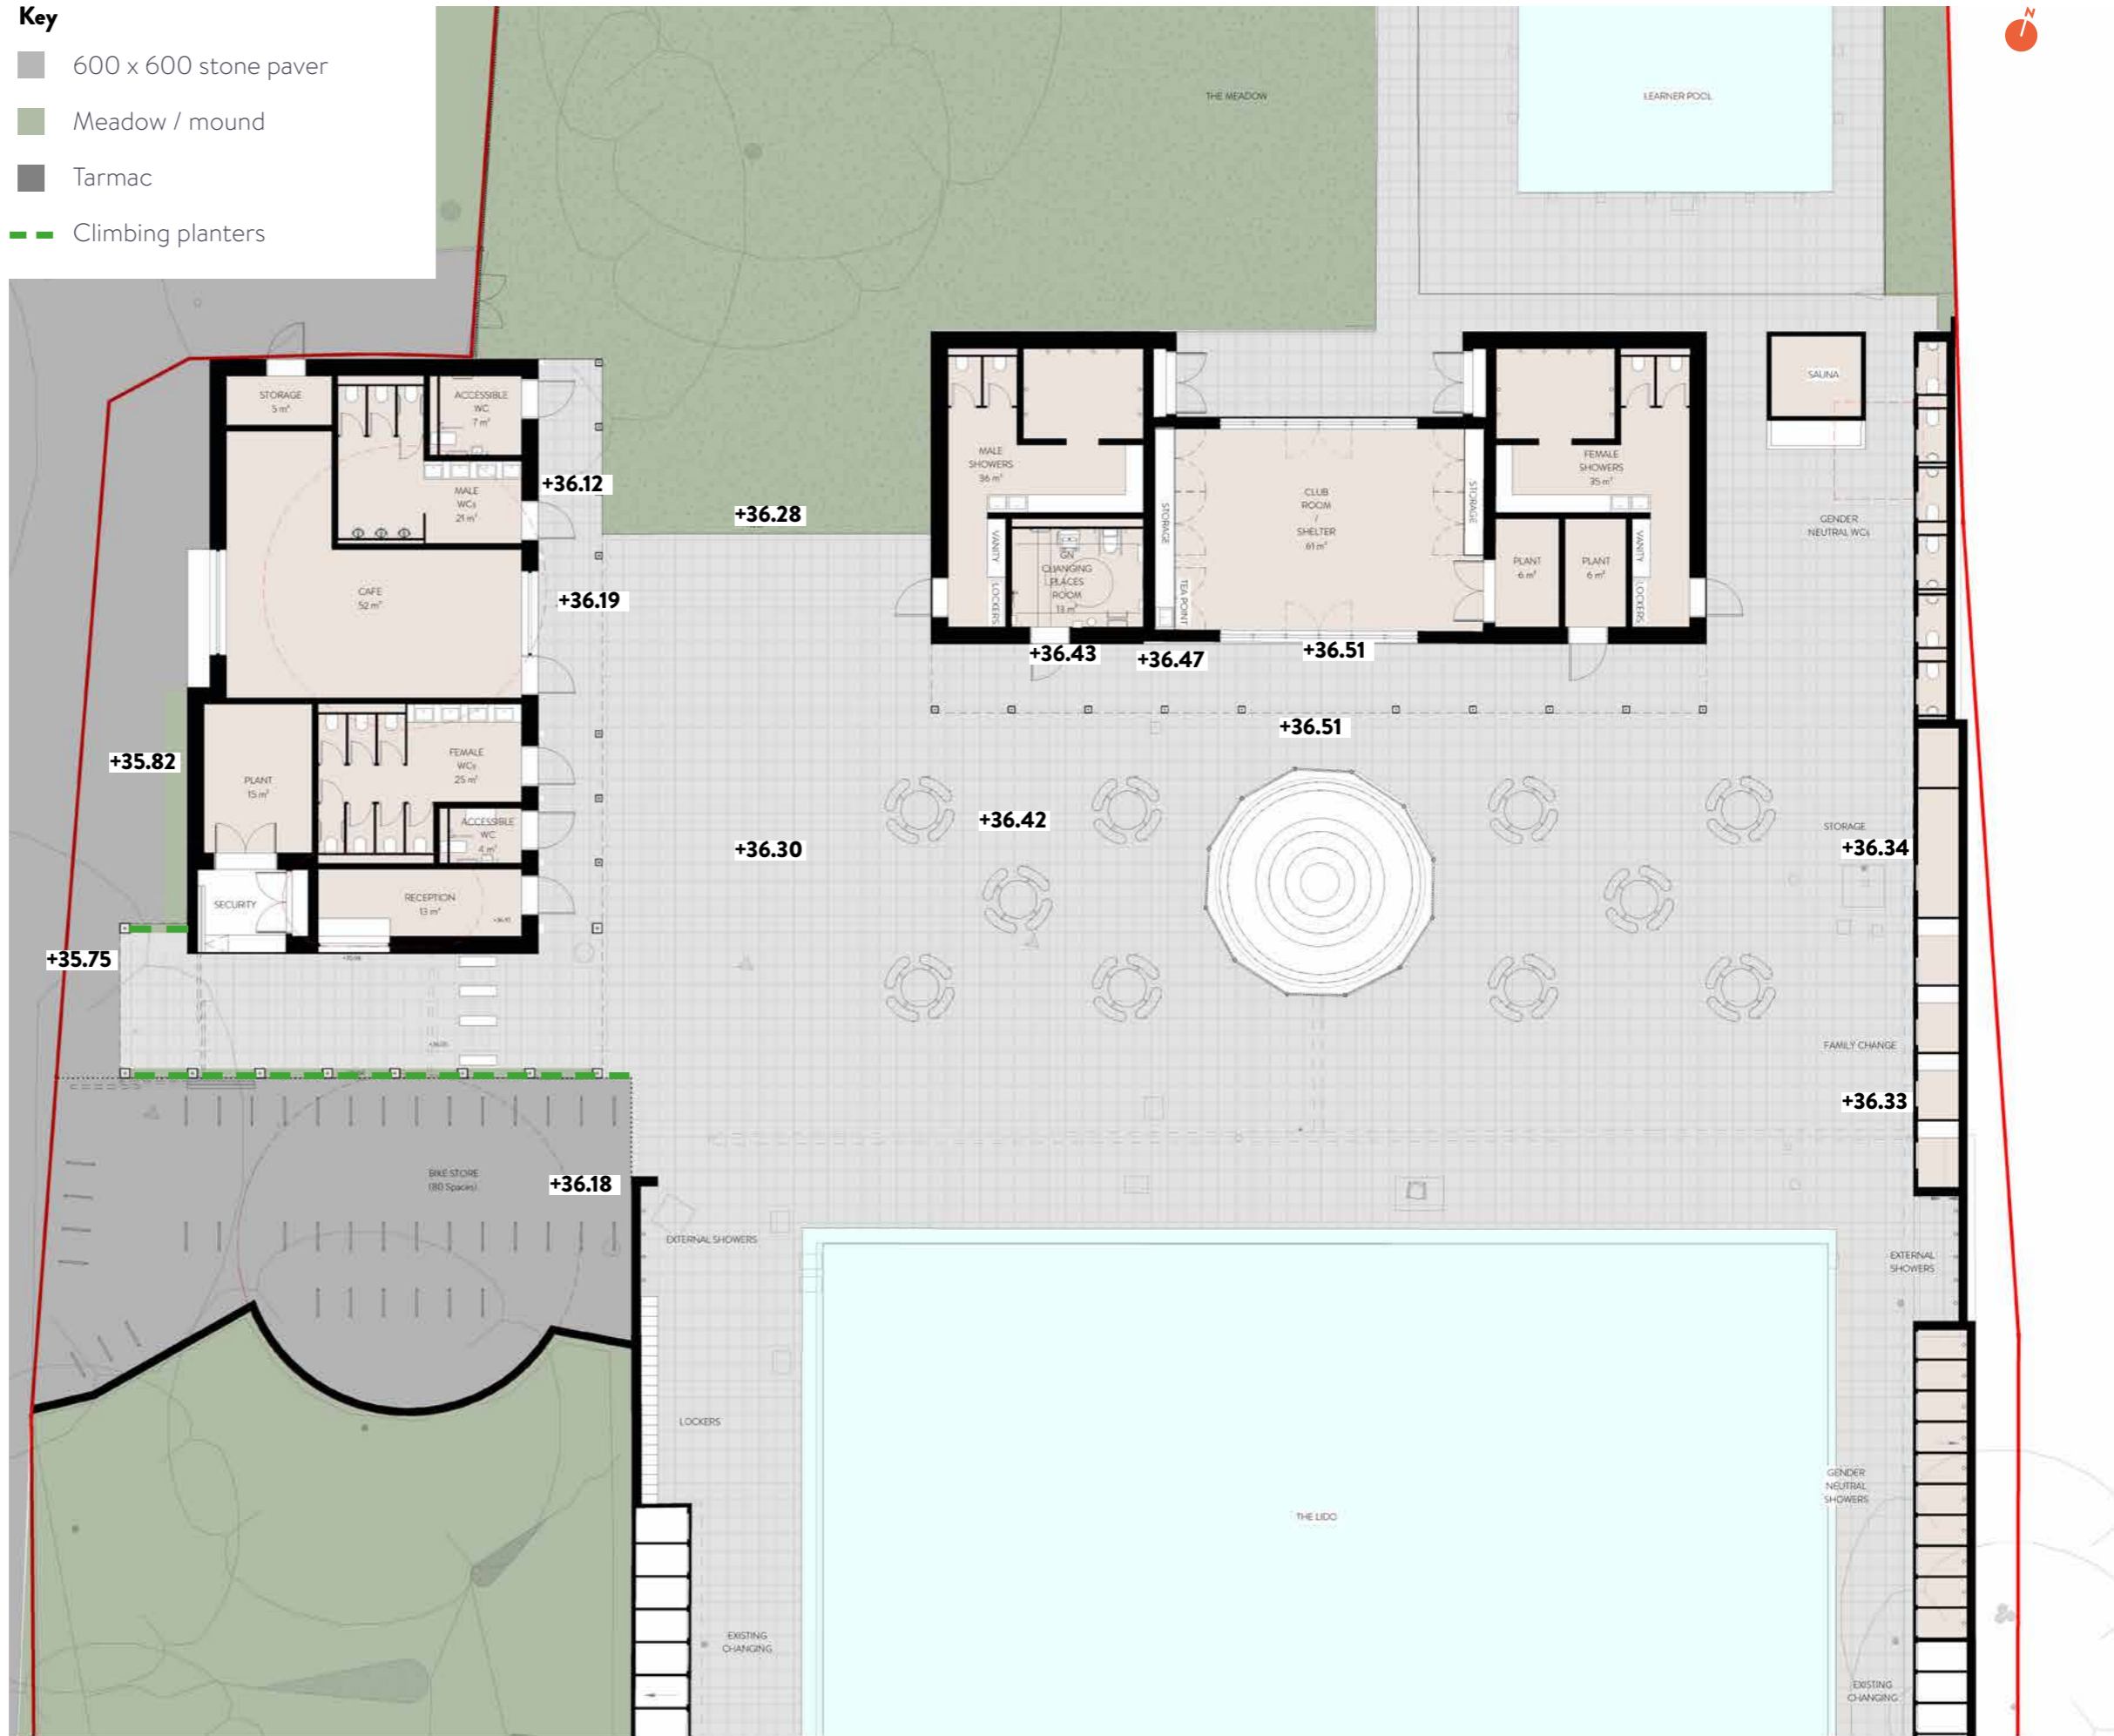 Key
600 x 600 stone paver
Meadow / mound
Tarmac
Climbing planters
N
THE MEADOW
LEARNER POOL
STORAGE
5 m²
ACCESSIBLE
WC
7 m²
MALE
WCs
21 m²
+36.12
+36.28
CAFE
52 m²
+36.19
MALE
SHOWERS
36 m²
VANITY
LOCKERS
GN
CHANGING
PLACES
ROOM
13 m²
STORAGE
TEA POINT
CLUB
ROOM
/
SHELTER
61 m²
STORAGE
FEMALE
SHOWERS
35 m²
PLANT
6 m²
PLANT
6 m²
VANITY
LOCKERS
SAUNA
GENDER
NEUTRAL WCs
+36.43
+36.47
+36.51
+36.51
+35.82
PLANT
15 m²
FEMALE
WCs
25 m²
ACCESSIBLE
WC
4 m²
+36.42
+36.30
STORAGE
+36.34
SECURITY
RECEPTION
13 m²
+35.75
FAMILY CHANGE
+36.33
BIKE STORE
(80 Spaces)
+36.18
EXTERNAL SHOWERS
EXTERNAL
SHOWERS
LOCKERS
GENDER
NEUTRAL
SHOWERS
THE LIDO
EXISTING
CHANGING
EXISTING
CHANGING